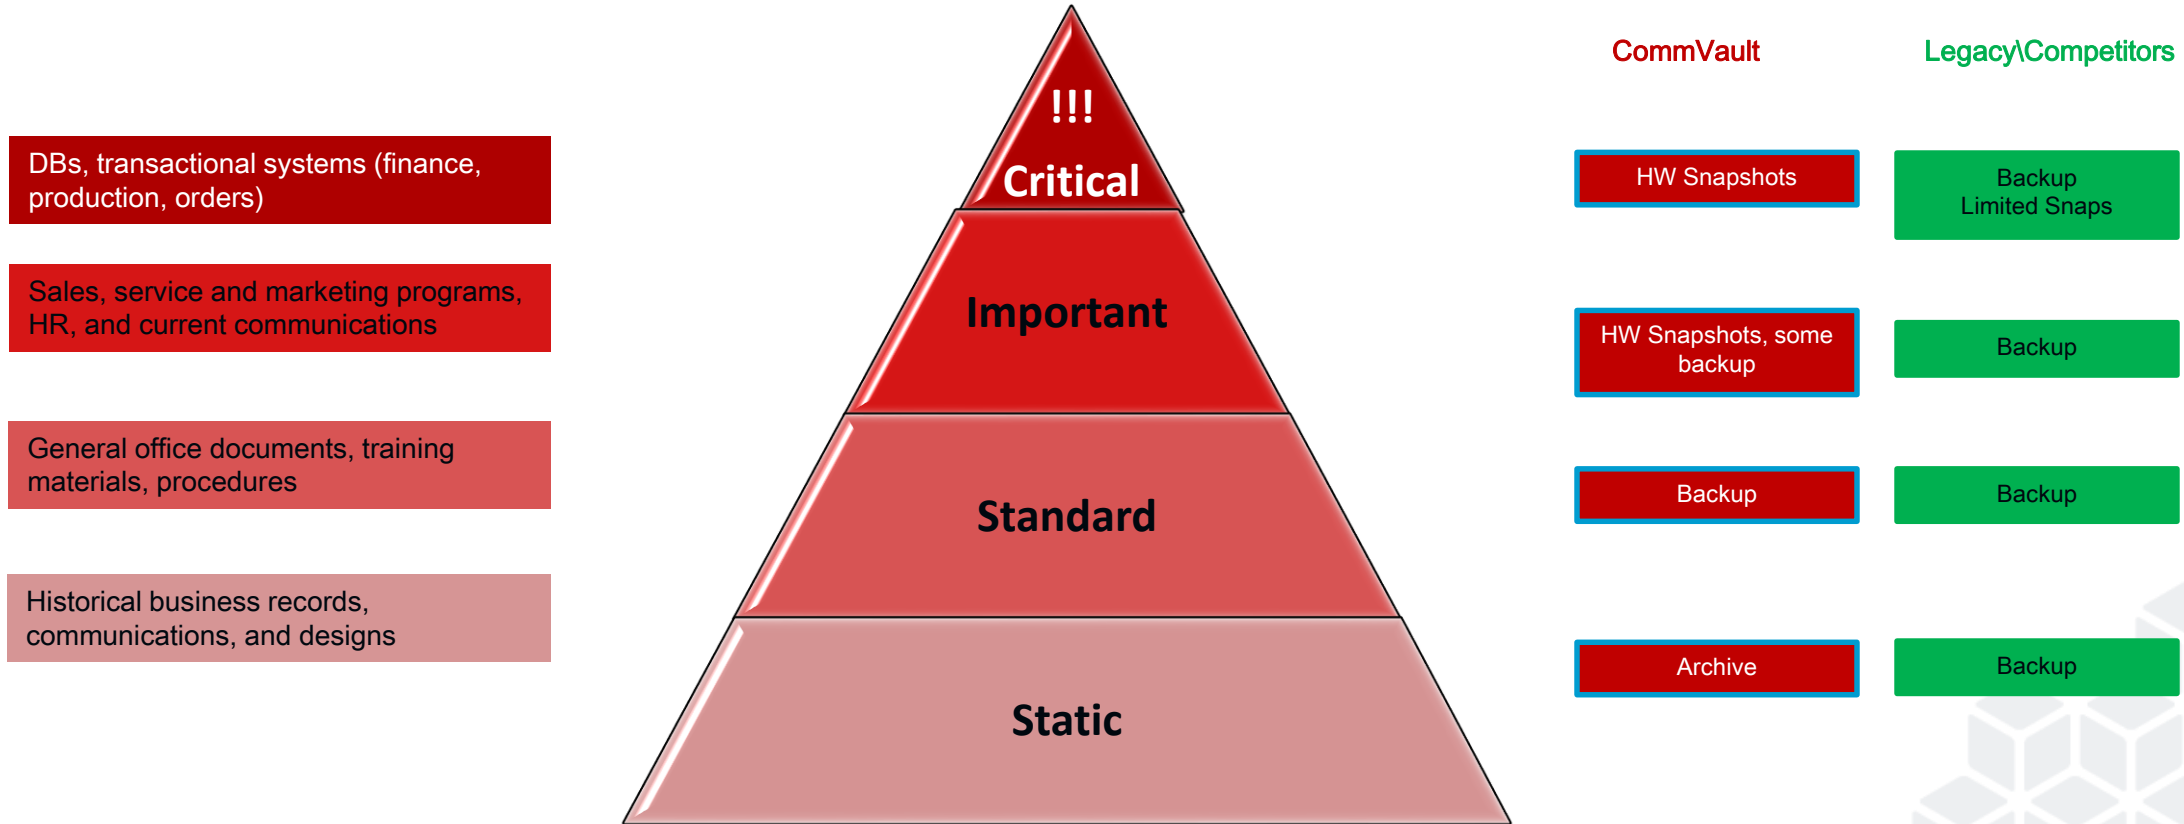 CommVault
Legacy\Competitors
!!!
Critical
DBs, transactional systems (finance,
production, orders)
HW Snapshots
Backup
Limited Snaps
Sales, service and marketing programs,
HR, and current communications
Important
HW Snapshots, some
backup
Backup
General office documents, training
materials, procedures
Standard
Backup
Backup
Historical business records,
communications, and designs
Static
Archive
Backup